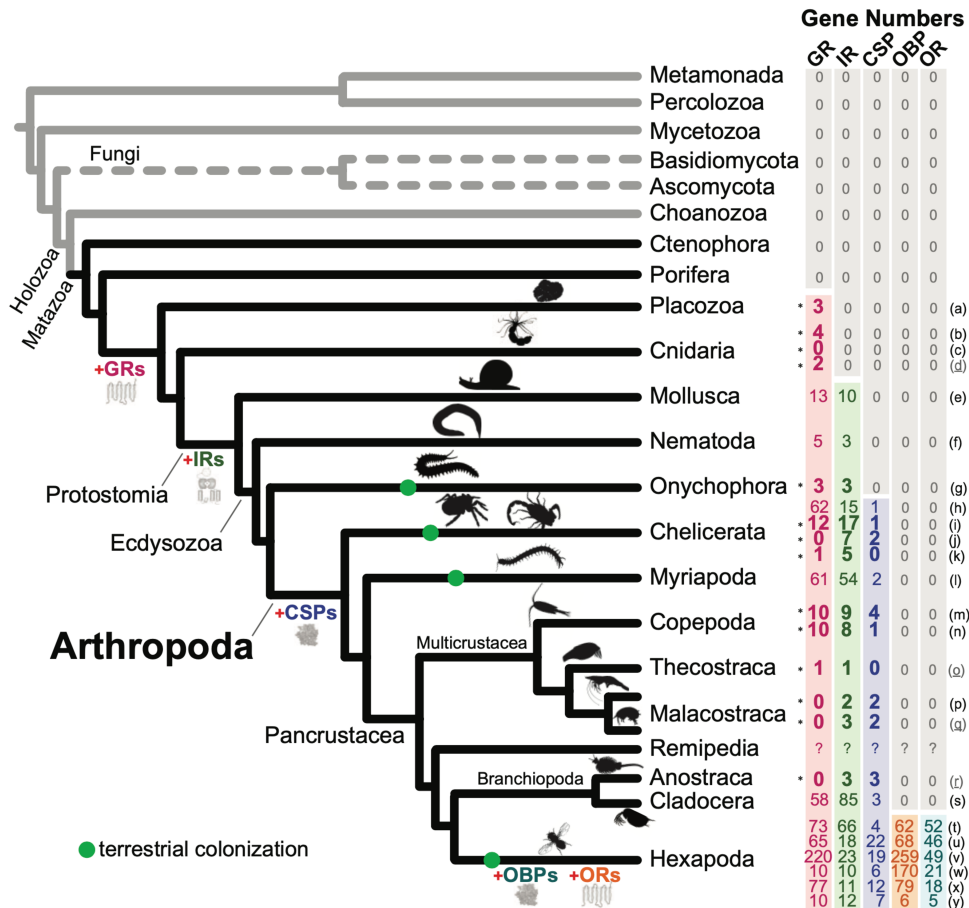 Gene Numbers
GR IR CSP OBP OR
Metamonada 0 0 0 0 0
Percolozoa 0 0 0 0 0
Mycetozoa 0 0 0 0 0
Fungi
Basidiomycota 0 0 0 0 0
Ascomycota 0 0 0 0 0
Choanozoa 0 0 0 0 0
Holozoa
Ctenophora 0 0 0 0 0
Matazoa
Porifera 0 0 0 0 0
Placozoa * 3 0 0 0 0 (a)
* 4 0 0 0 0 (b)
Cnidaria * 0 0 0 0 0 (c)
+GRs
* 2 0 0 0 0 (d)
Mollusca 13 10 0 0 0 (e)
Nematoda 5 3 0 0 0 (f)
+IRs
Protostomia
Onychophora * 3 3 0 0 0 (g)
62 15 1 0 0 (h)
* 12 17 1 0 0 (i)
Chelicerata * 0 7 2 0 0 (j)
Ecdysozoa
* 1 5 0 0 0 (k)
Myriapoda 61 54 2 0 0 (l)
+CSPs
* 10 9 4 0 0 (m)
Copepoda * 10 8 1 0 0 (n)
Arthropoda
Multicrustacea
Thecostraca * 1 1 0 0 0 (o)
* 0 2 2 0 0 (p)
Malacostraca
* 0 3 2 0 0 (q)
Pancrustacea
Remipedia ? ? ? ? ?
Branchiopoda
Anostraca * 0 3 3 0 0 (r)
Cladocera 58 85 3 0 0 (s)
73 66 4 62 52 (t)
65 18 22 68 46 (u)
terrestrial colonization
Hexapoda 220 23 19 259 49 (v)
+OBPs +ORs
10 10 6 170 21 (w)
77 11 12 79 18 (x)
10 12 7 6 5 (y)